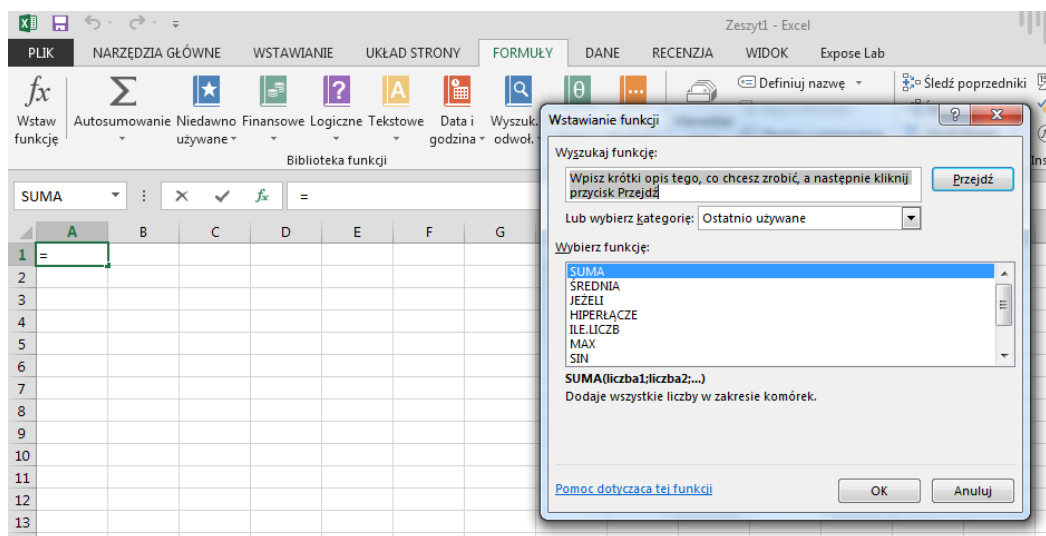 Zeszyt1 - Excel
PLIK NARZĘDZIA GŁÓWNE WSTAWIANIE UKŁAD STRONY FORMUŁY DANE RECENZJA WIDOK Expose Lab
fx Σ ? A θ Definiuj nazwę Śledź poprzedniki
Wstaw Autosumowanie Niedawno Finansowe Logiczne Tekstowe Data i Wyszuk.
funkcję używane godzina odwoł.
Biblioteka funkcji
Wstawianie funkcji
Wyszukaj funkcję:
Wpisz krótki opis tego, co chcesz zrobić, a następnie kliknij
przycisk Przejdź
Przejdź
Lub wybierz kategorię: Ostatnio używane
Wybierz funkcję:
SUMA
ŚREDNIA
JEŻELI
HIPERŁĄCZE
ILE.LICZB
MAX
SIN
SUMA(liczba1;liczba2;...)
Dodaje wszystkie liczby w zakresie komórek.
Pomoc dotycząca tej funkcji
OK Anuluj
SUMA fx =
A B C D E F G
1 =
2
3
4
5
6
7
8
9
10
11
12
13